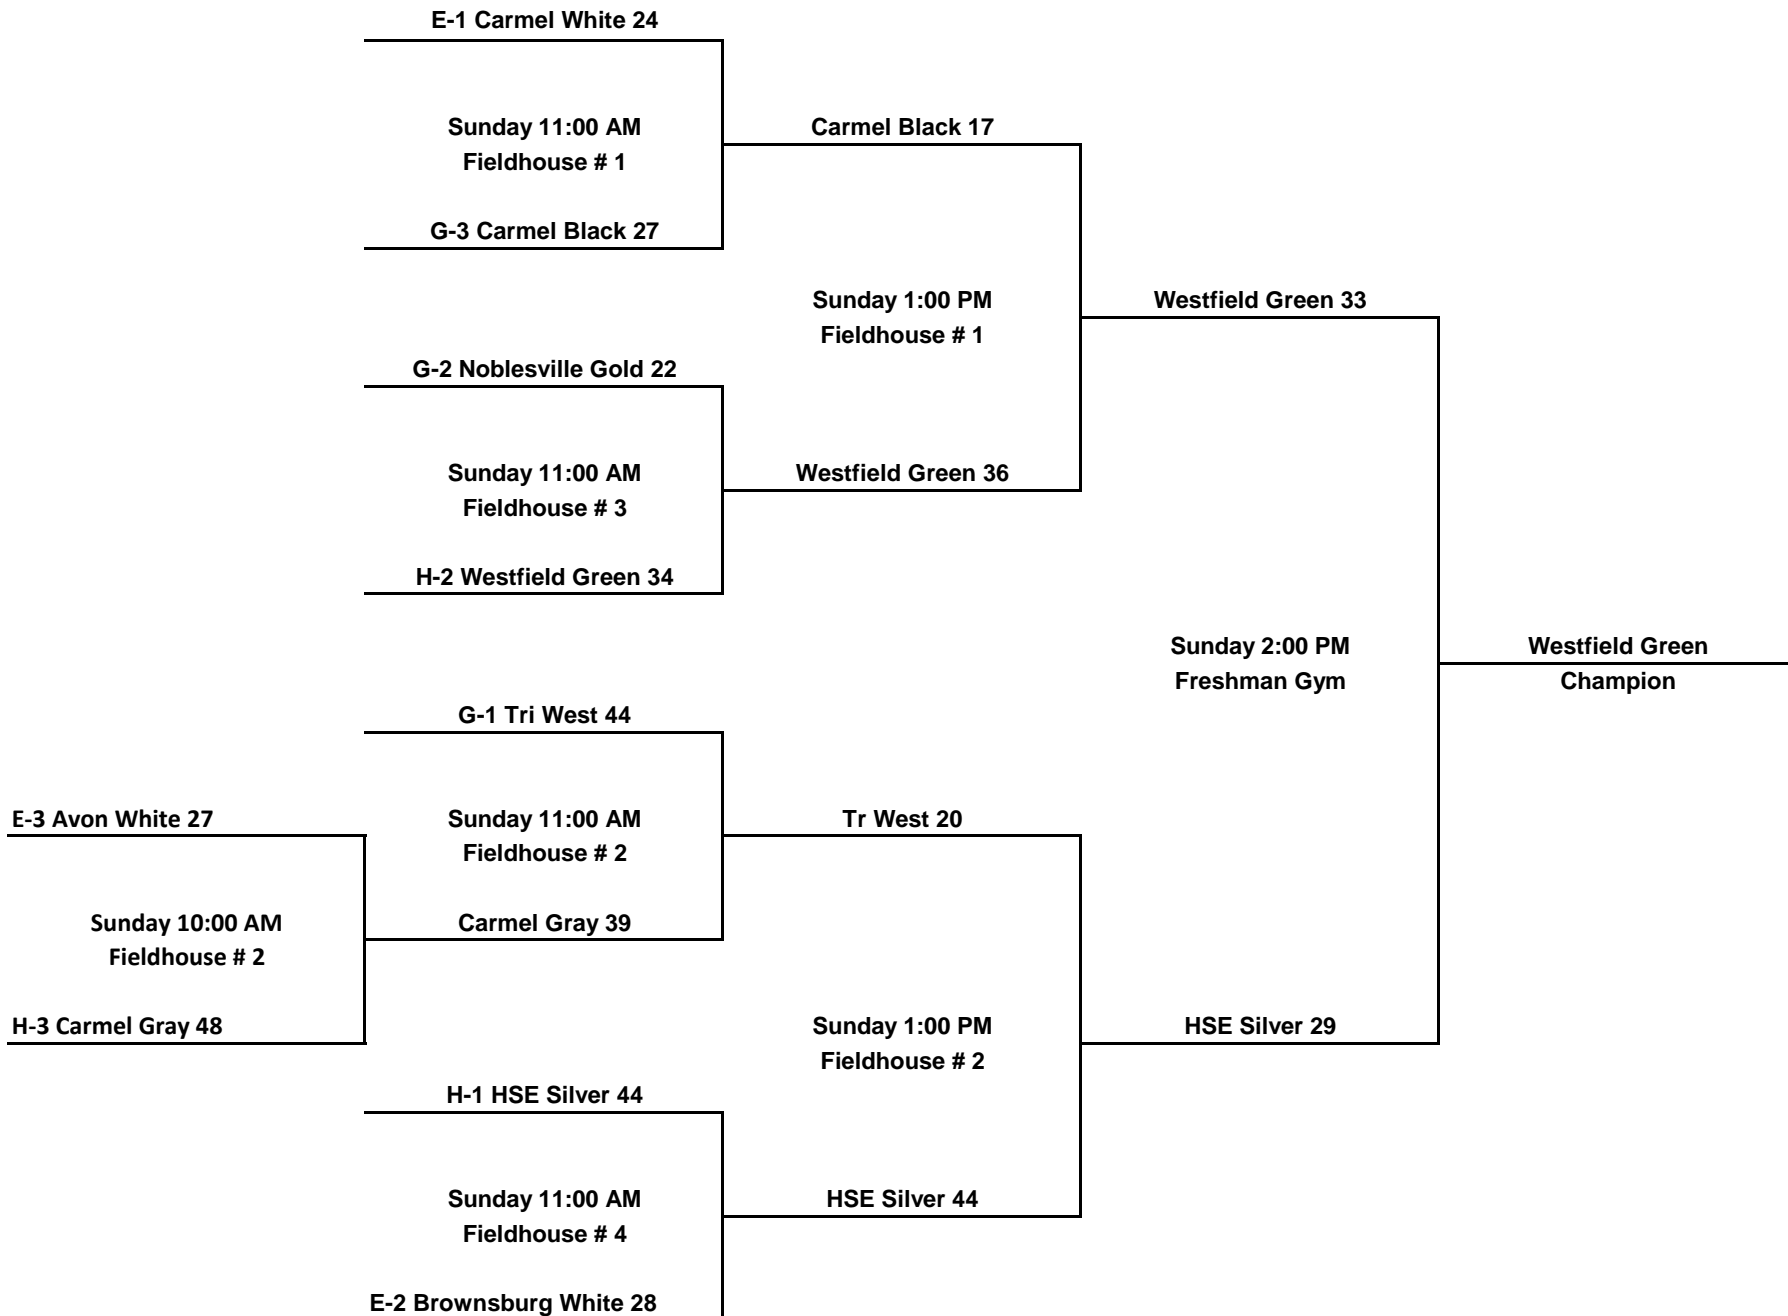 E-1 Carmel White 24
Sunday 11:00 AM
Carmel Black 17
Fieldhouse # 1
G-3 Carmel Black 27
Sunday 1:00 PM
Westfield Green 33
Fieldhouse # 1
G-2 Noblesville Gold 22
Sunday 11:00 AM
Westfield Green 36
Fieldhouse # 3
H-2 Westfield Green 34
Sunday 2:00 PM
Westfield Green
Freshman Gym
Champion
G-1 Tri West 44
E-3 Avon White 27
Sunday 11:00 AM
Tr West 20
Fieldhouse # 2
Sunday 10:00 AM
Carmel Gray 39
Fieldhouse # 2
H-3 Carmel Gray 48
Sunday 1:00 PM
HSE Silver 29
Fieldhouse # 2
H-1 HSE Silver 44
Sunday 11:00 AM
HSE Silver 44
Fieldhouse # 4
E-2 Brownsburg White 28